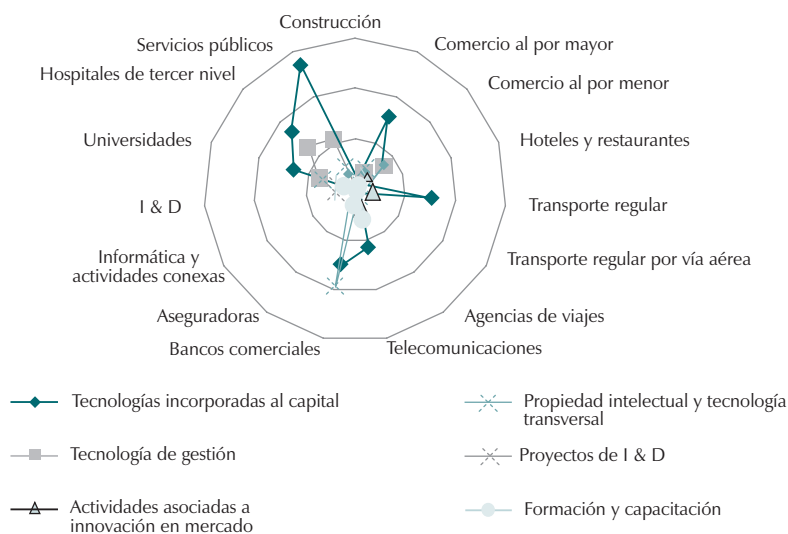 Construcción
Servicios públicos
Comercio al por mayor
Hospitales de tercer nivel
Comercio al por menor
Universidades
Hoteles y restaurantes
I & D
Transporte regular
Informática y
actividades conexas
Transporte regular por vía aérea
Aseguradoras
Agencias de viajes
Bancos comerciales
Telecomunicaciones
Tecnologías incorporadas al capital
Propiedad intelectual y tecnología
transversal
Tecnología de gestión
Proyectos de I & D
Actividades asociadas a
innovación en mercado
Formación y capacitación